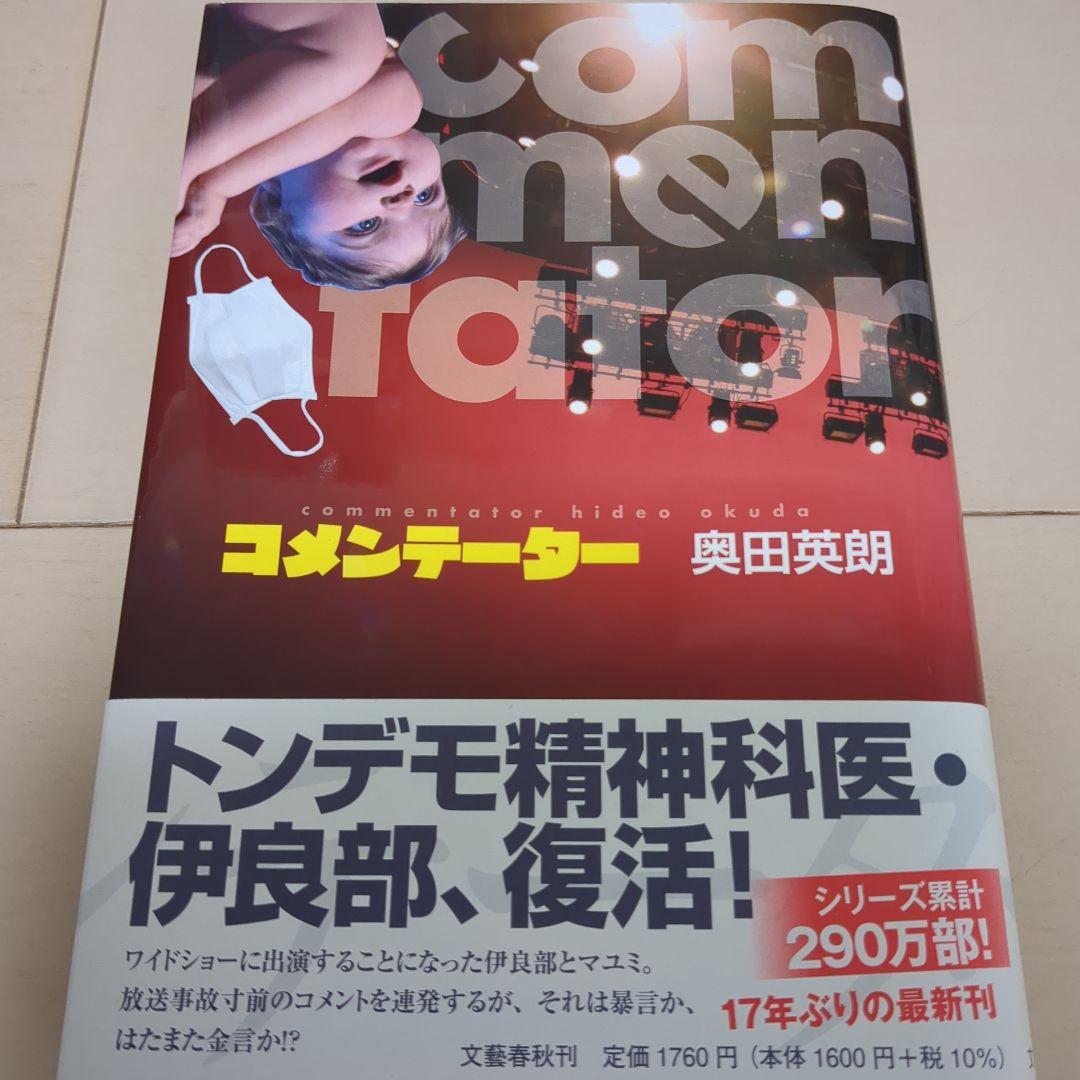 com
men
tator
commentator hideo okuda
コメンテーター 奥田英朗
トンデモ精神科医・
伊良部、復活!
シリーズ累計
290万部!
17年ぶりの最新刊
ワイドショーに出演することになった伊良部とマユミ。
放送事故寸前のコメントを連発するが、それは暴言か、
はたまた金言か!?
文藝春秋刊 定価1760円(本体1600円+税10%)